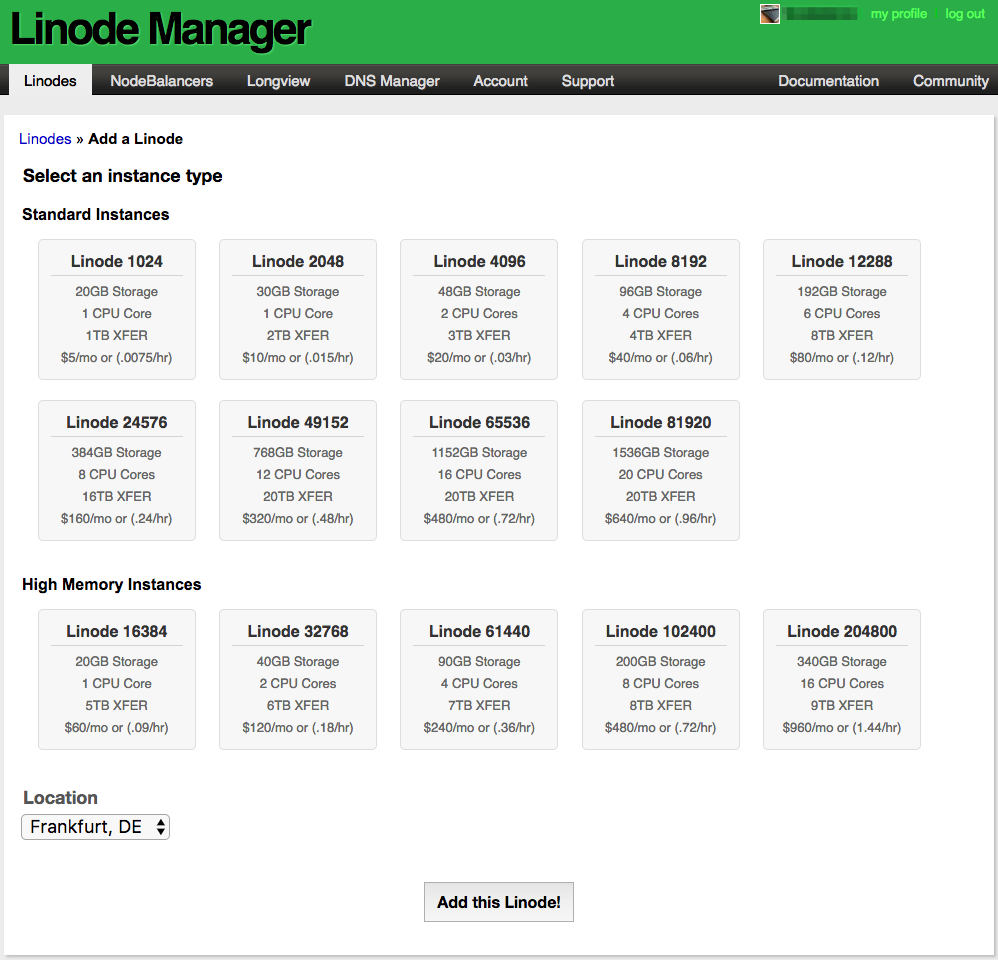 Linode Manager
my profile log out
Linodes NodeBalancers Longview DNS Manager Account Support Documentation Community
Linodes » Add a Linode
Select an instance type
Standard Instances
Linode 1024
20GB Storage
1 CPU Core
1TB XFER
$5/mo or (.0075/hr)
Linode 2048
30GB Storage
1 CPU Core
2TB XFER
$10/mo or (.015/hr)
Linode 4096
48GB Storage
2 CPU Cores
3TB XFER
$20/mo or (.03/hr)
Linode 8192
96GB Storage
4 CPU Cores
4TB XFER
$40/mo or (.06/hr)
Linode 12288
192GB Storage
6 CPU Cores
8TB XFER
$80/mo or (.12/hr)
Linode 24576
384GB Storage
8 CPU Cores
16TB XFER
$160/mo or (.24/hr)
Linode 49152
768GB Storage
12 CPU Cores
20TB XFER
$320/mo or (.48/hr)
Linode 65536
1152GB Storage
16 CPU Cores
20TB XFER
$480/mo or (.72/hr)
Linode 81920
1536GB Storage
20 CPU Cores
20TB XFER
$640/mo or (.96/hr)
High Memory Instances
Linode 16384
20GB Storage
1 CPU Core
5TB XFER
$60/mo or (.09/hr)
Linode 32768
40GB Storage
2 CPU Cores
6TB XFER
$120/mo or (.18/hr)
Linode 61440
90GB Storage
4 CPU Cores
7TB XFER
$240/mo or (.36/hr)
Linode 102400
200GB Storage
8 CPU Cores
8TB XFER
$480/mo or (.72/hr)
Linode 204800
340GB Storage
16 CPU Cores
9TB XFER
$960/mo or (1.44/hr)
Location
Frankfurt, DE
Add this Linode!